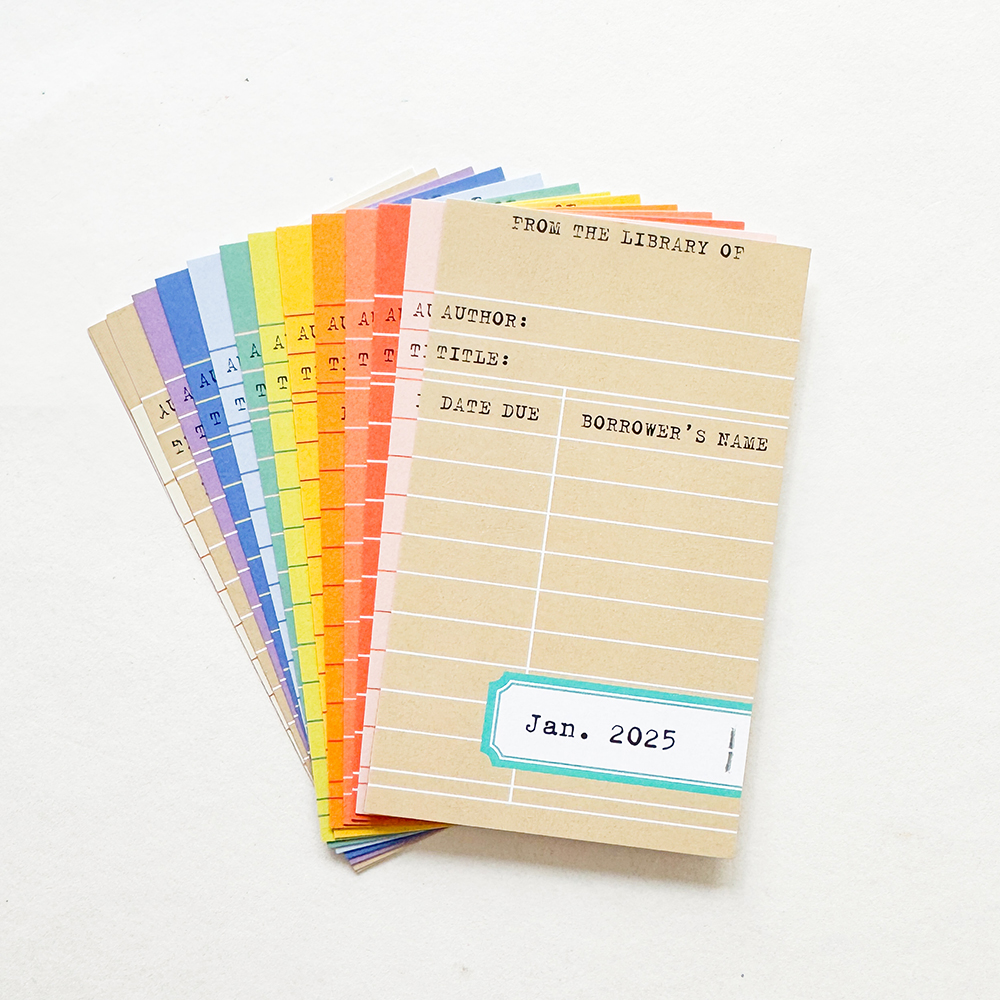 FROM THE LIBRARY OF
AUTHOR:
TITLE:
DATE DUE
BORROWER'S NAME
Jan. 2025